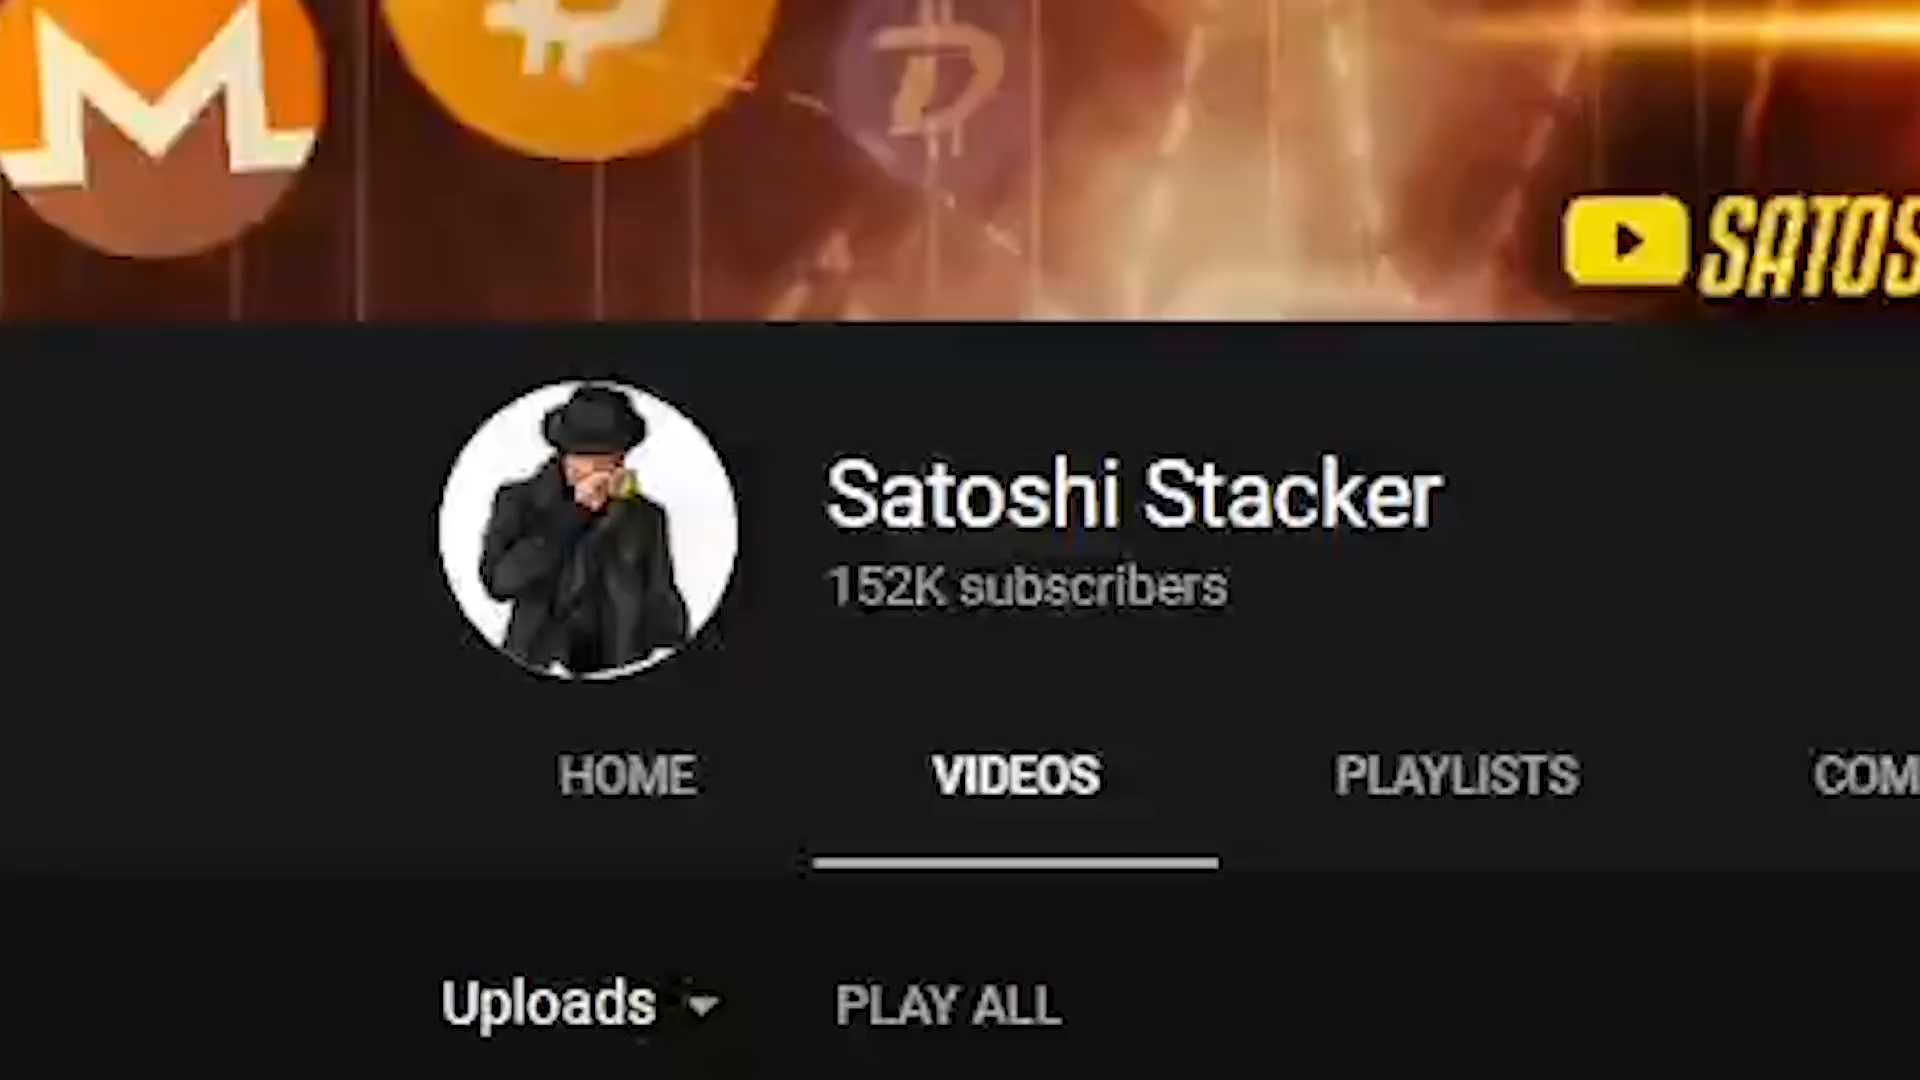 SATOS
Satoshi Stacker
152K subscribers
HOME VIDEOS PLAYLISTS COM
Uploads PLAY ALL